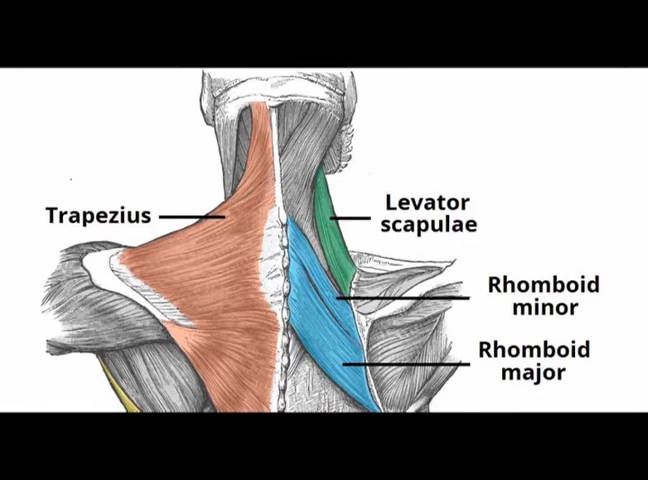 Trapezius
Levator
scapulae
Rhomboid
minor
Rhomboid
major